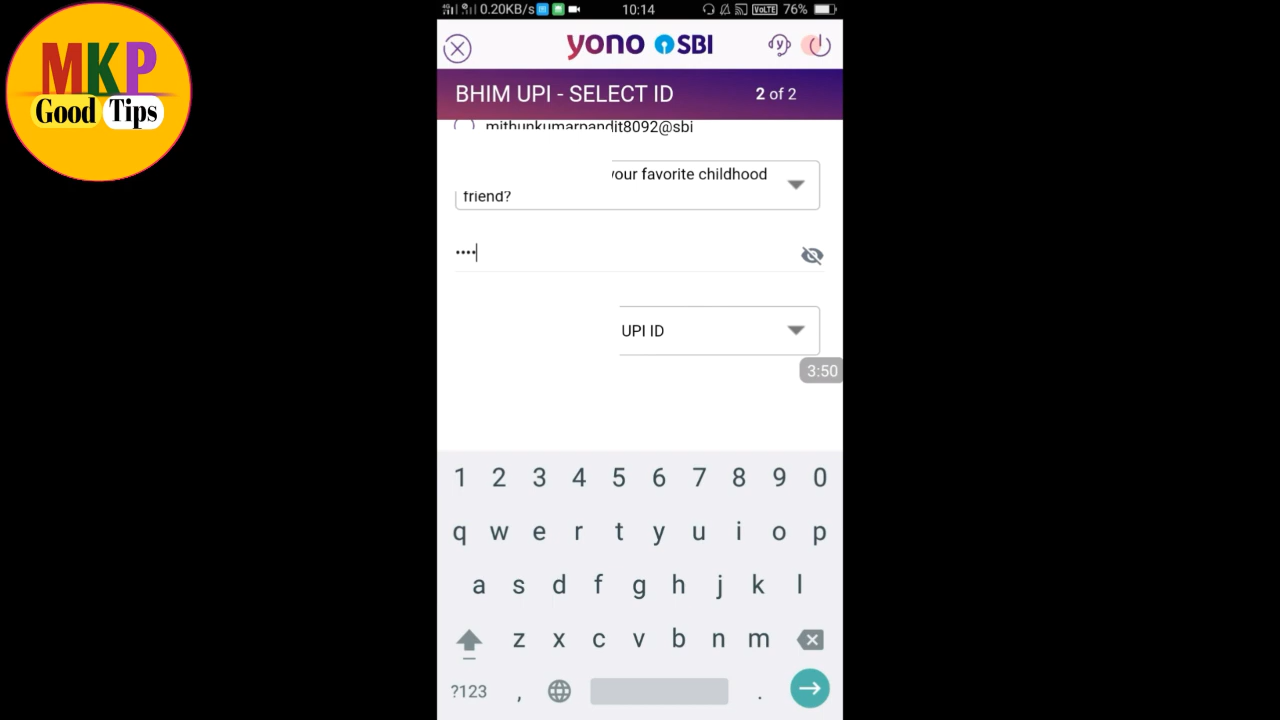 MKP
Good Tips
0.20KB/s
10:14
VoLTE
76%
yono SBI
BHIM UPI - SELECT ID
2 of 2
mithunkumarpandit8092@sbi
your favorite childhood
friend?
••••
UPI ID
3:50
1 2 3 4 5 6 7 8 9 0
q w e r t y u i o p
a s d f g h j k l
z x c v b n m
?123 , .